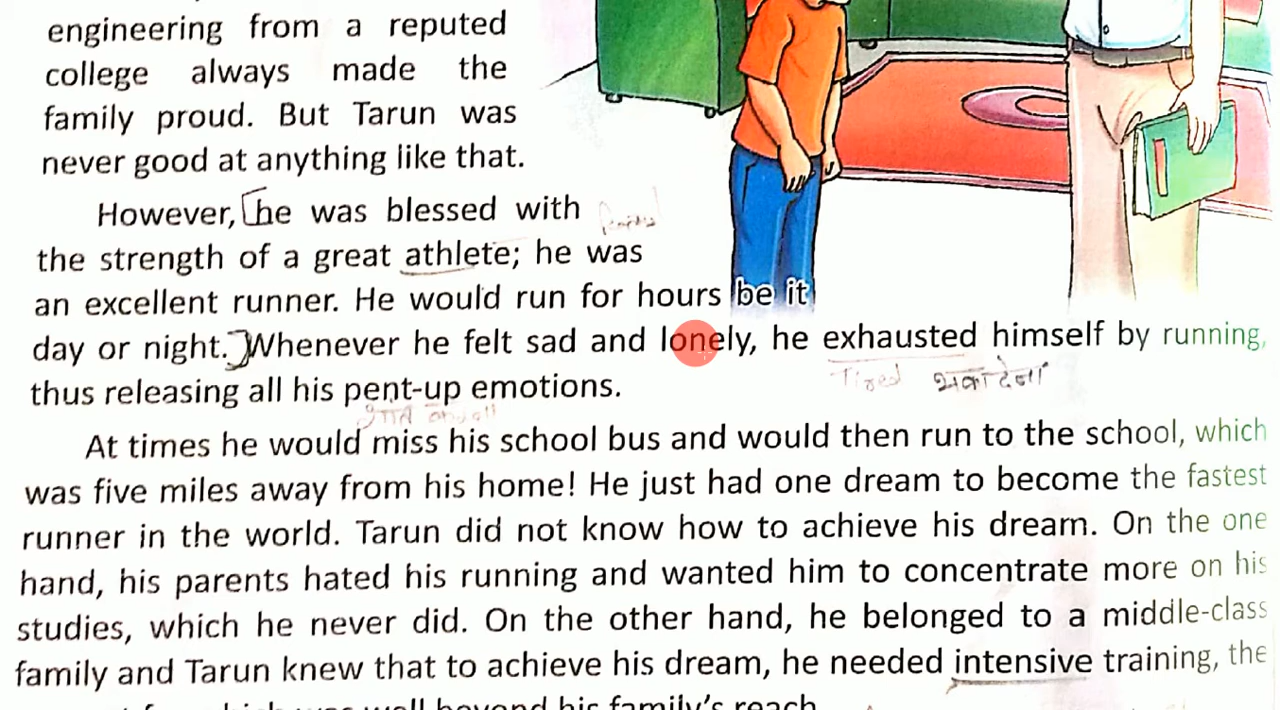 engineering from a reputed
college always made the
family proud. But Tarun was
never good at anything like that.
However, he was blessed with
the strength of a great athlete; he was
an excellent runner. He would run for hours be it
day or night. Whenever he felt sad and lonely, he exhausted himself by running,
Tired थका देना
thus releasing all his pent-up emotions.
At times he would miss his school bus and would then run to the school, which
was five miles away from his home! He just had one dream to become the fastest
runner in the world. Tarun did not know how to achieve his dream. On the one
hand, his parents hated his running and wanted him to concentrate more on his
studies, which he never did. On the other hand, he belonged to a middle-class
family and Tarun knew that to achieve his dream, he needed intensive training, the
which was well beyond his family's reach